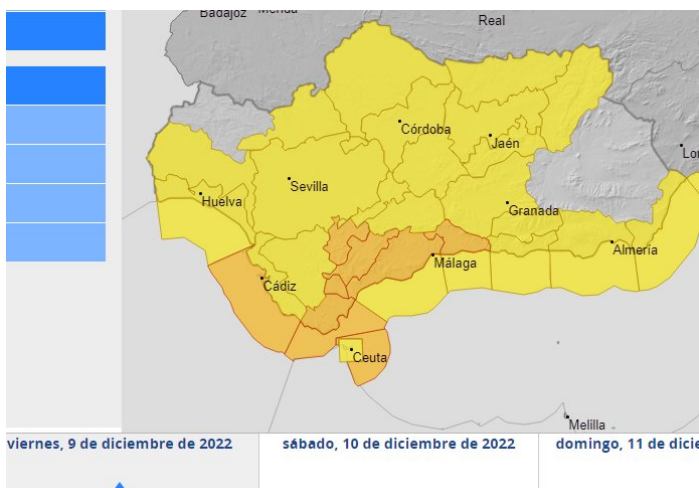 Badajoz
Real
Córdoba
Jaén
Sevilla
Huelva
Granada
Almería
Málaga
Cádiz
Ceuta
Melilla
viernes, 9 de diciembre de 2022
sábado, 10 de diciembre de 2022
domingo, 11 de dicie